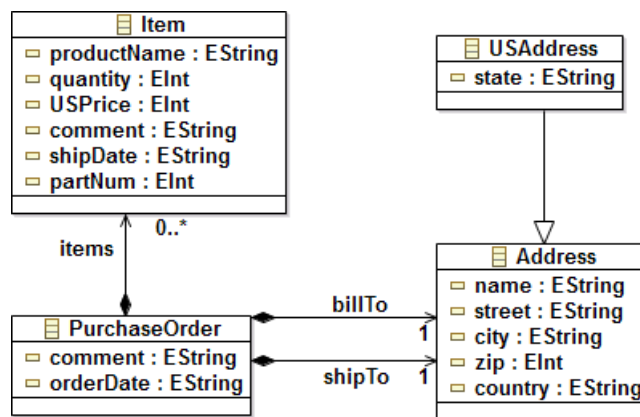 Item
productName : EString
quantity : EInt
USPrice : EInt
comment : EString
shipDate : EString
partNum : EInt
USAddress
state : EString
items
0..*
PurchaseOrder
comment : EString
orderDate : EString
billTo
1
shipTo
1
Address
name : EString
street : EString
city : EString
zip : EInt
country : EString